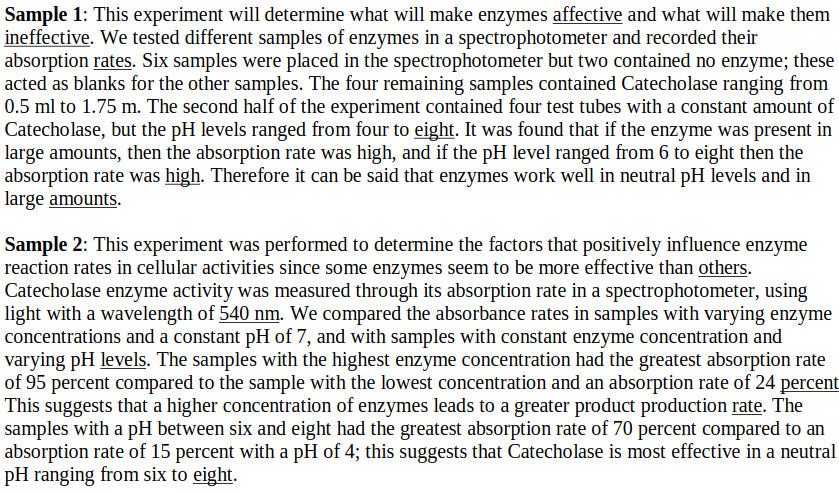 Sample 1: This experiment will determine what will make enzymes affective and what will make them
ineffective. We tested different samples of enzymes in a spectrophotometer and recorded their
absorption rates. Six samples were placed in the spectrophotometer but two contained no enzyme; these
acted as blanks for the other samples. The four remaining samples contained Catecholase ranging from
0.5 ml to 1.75 m. The second half of the experiment contained four test tubes with a constant amount of
Catecholase, but the pH levels ranged from four to eight. It was found that if the enzyme was present in
large amounts, then the absorption rate was high, and if the pH level ranged from 6 to eight then the
absorption rate was high. Therefore it can be said that enzymes work well in neutral pH levels and in
large amounts.
Sample 2: This experiment was performed to determine the factors that positively influence enzyme
reaction rates in cellular activities since some enzymes seem to be more effective than others.
Catecholase enzyme activity was measured through its absorption rate in a spectrophotometer, using
light with a wavelength of 540 nm. We compared the absorbance rates in samples with varying enzyme
concentrations and a constant pH of 7, and with samples with constant enzyme concentration and
varying pH levels. The samples with the highest enzyme concentration had the greatest absorption rate
of 95 percent compared to the sample with the lowest concentration and an absorption rate of 24 percent
This suggests that a higher concentration of enzymes leads to a greater product production rate. The
samples with a pH between six and eight had the greatest absorption rate of 70 percent compared to an
absorption rate of 15 percent with a pH of 4; this suggests that Catecholase is most effective in a neutral
pH ranging from six to eight.